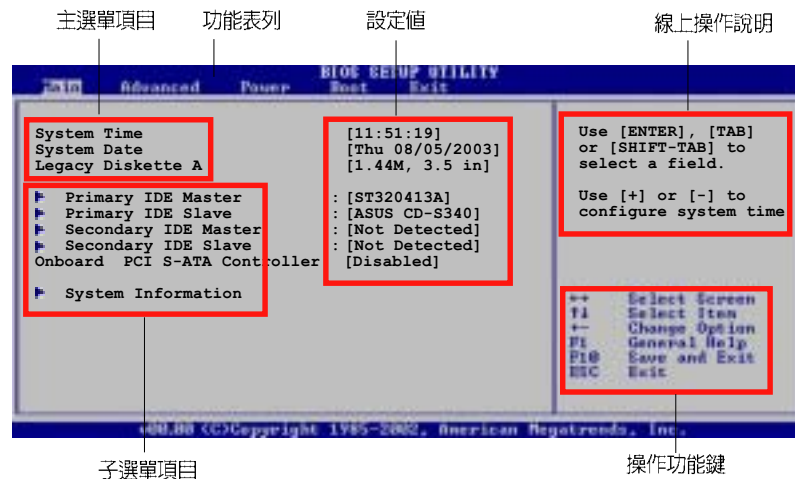 主選單項目 功能表列 設定值 線上操作說明
BIOS SETUP UTILITY
Main Advanced Power Boot Exit
System Time [11:51:19]
System Date [Thu 08/05/2003]
Legacy Diskette A [1.44M, 3.5 in]
Primary IDE Master : [ST320413A]
Primary IDE Slave : [ASUS CD-S340]
Secondary IDE Master : [Not Detected]
Secondary IDE Slave : [Not Detected]
Onboard PCI S-ATA Controller [Disabled]
System Information
Use [ENTER], [TAB]
or [SHIFT-TAB] to
select a field.
Use [+] or [-] to
configure system time
←→ Select Screen
↑↓ Select Item
+- Change Option
F1 General Help
F10 Save and Exit
ESC Exit
v00.00 (C)Copyright 1985-2002, American Megatrends, Inc.
子選單項目 操作功能鍵